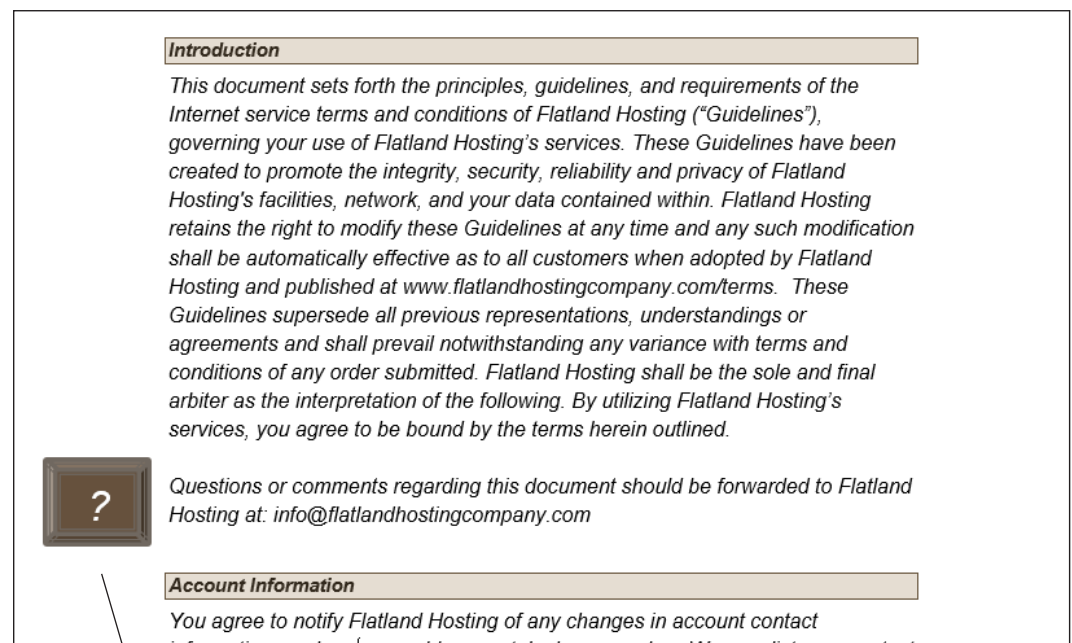 Introduction
This document sets forth the principles, guidelines, and requirements of the
Internet service terms and conditions of Flatland Hosting (“Guidelines”),
governing your use of Flatland Hosting’s services. These Guidelines have been
created to promote the integrity, security, reliability and privacy of Flatland
Hosting's facilities, network, and your data contained within. Flatland Hosting
retains the right to modify these Guidelines at any time and any such modification
shall be automatically effective as to all customers when adopted by Flatland
Hosting and published at www.flatlandhostingcompany.com/terms.  These
Guidelines supersede all previous representations, understandings or
agreements and shall prevail notwithstanding any variance with terms and
conditions of any order submitted. Flatland Hosting shall be the sole and final
arbiter as the interpretation of the following. By utilizing Flatland Hosting’s
services, you agree to be bound by the terms herein outlined.
?
Questions or comments regarding this document should be forwarded to Flatland
Hosting at: info@flatlandhostingcompany.com
Account Information
You agree to notify Flatland Hosting of any changes in account contact